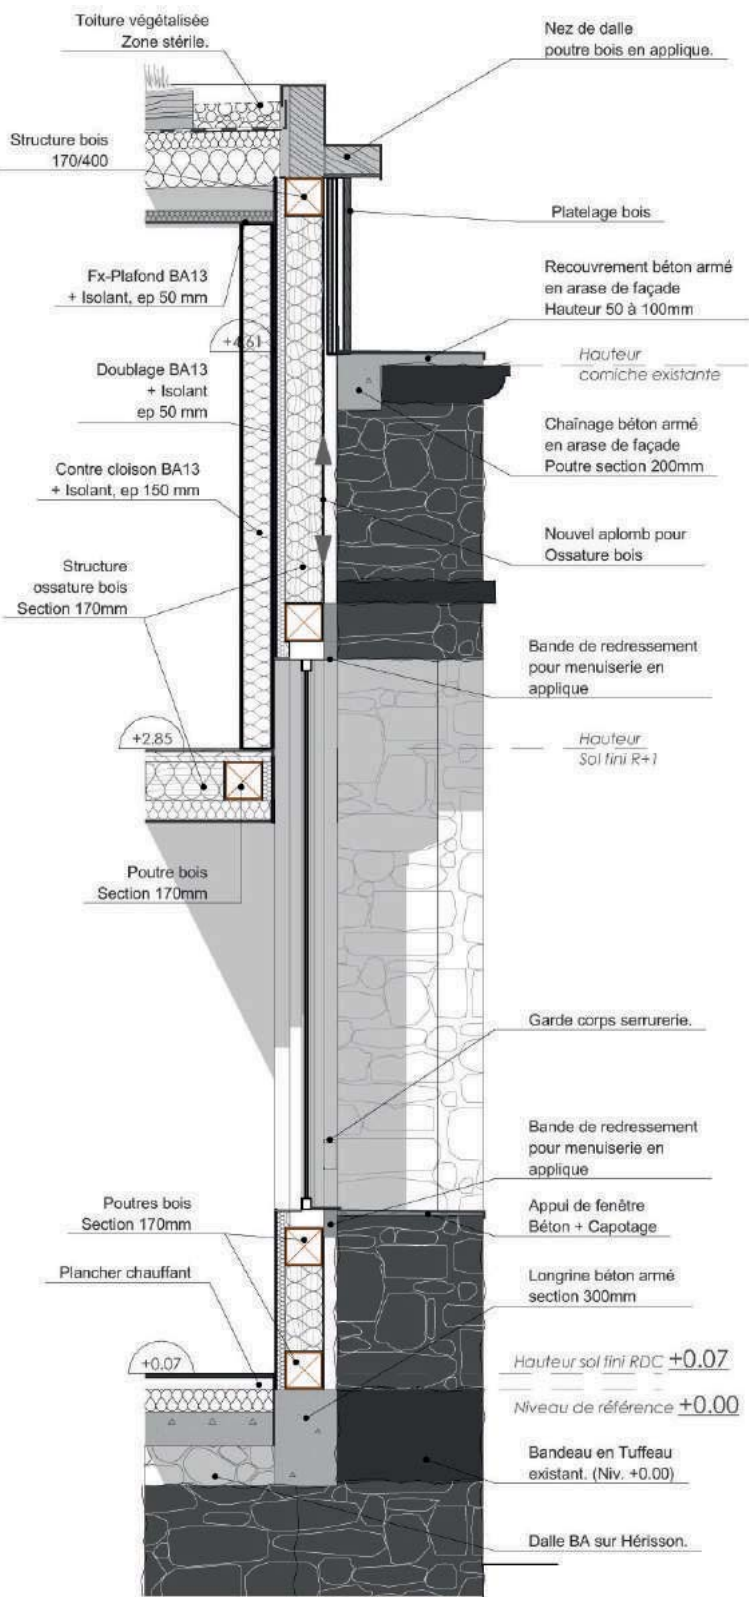 Toiture végétalisée
Zone stérile.
Nez de dalle
poutre bois en applique.
Structure bois
170/400
Platelage bois
Fx-Plafond BA13
+ Isolant, ep 50 mm
Recouvrement béton armé
en arase de façade
Hauteur 50 à 100mm
+4.61
Hauteur
corniche existante
Doublage BA13
+ Isolant
ep 50 mm
Chaînage béton armé
en arase de façade
Poutre section 200mm
Contre cloison BA13
+ Isolant, ep 150 mm
Nouvel aplomb pour
Ossature bois
Structure
ossature bois
Section 170mm
Bande de redressement
pour menuiserie en
applique
+2.85
Hauteur
Sol fini R+1
Poutre bois
Section 170mm
Garde corps serrurerie.
Bande de redressement
pour menuiserie en
applique
Poutres bois
Section 170mm
Appui de fenêtre
Béton + Capotage
Plancher chauffant
Longrine béton armé
section 300mm
+0.07
Hauteur sol fini RDC +0.07
Niveau de référence +0.00
Bandeau en Tuffeau
existant. (Niv. +0.00)
Dalle BA sur Hérisson.